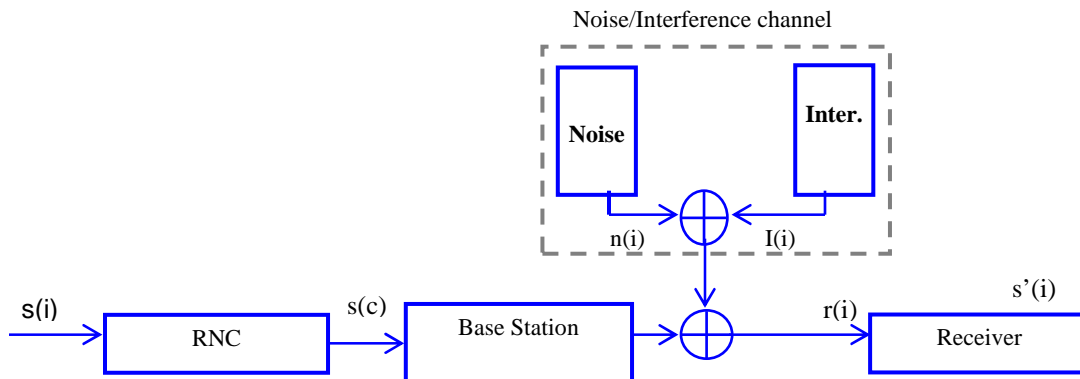 Noise/Interference channel
Noise
Inter.
n(i)
I(i)
s(i)
RNC
s(c)
Base Station
r(i)
s’(i)
Receiver